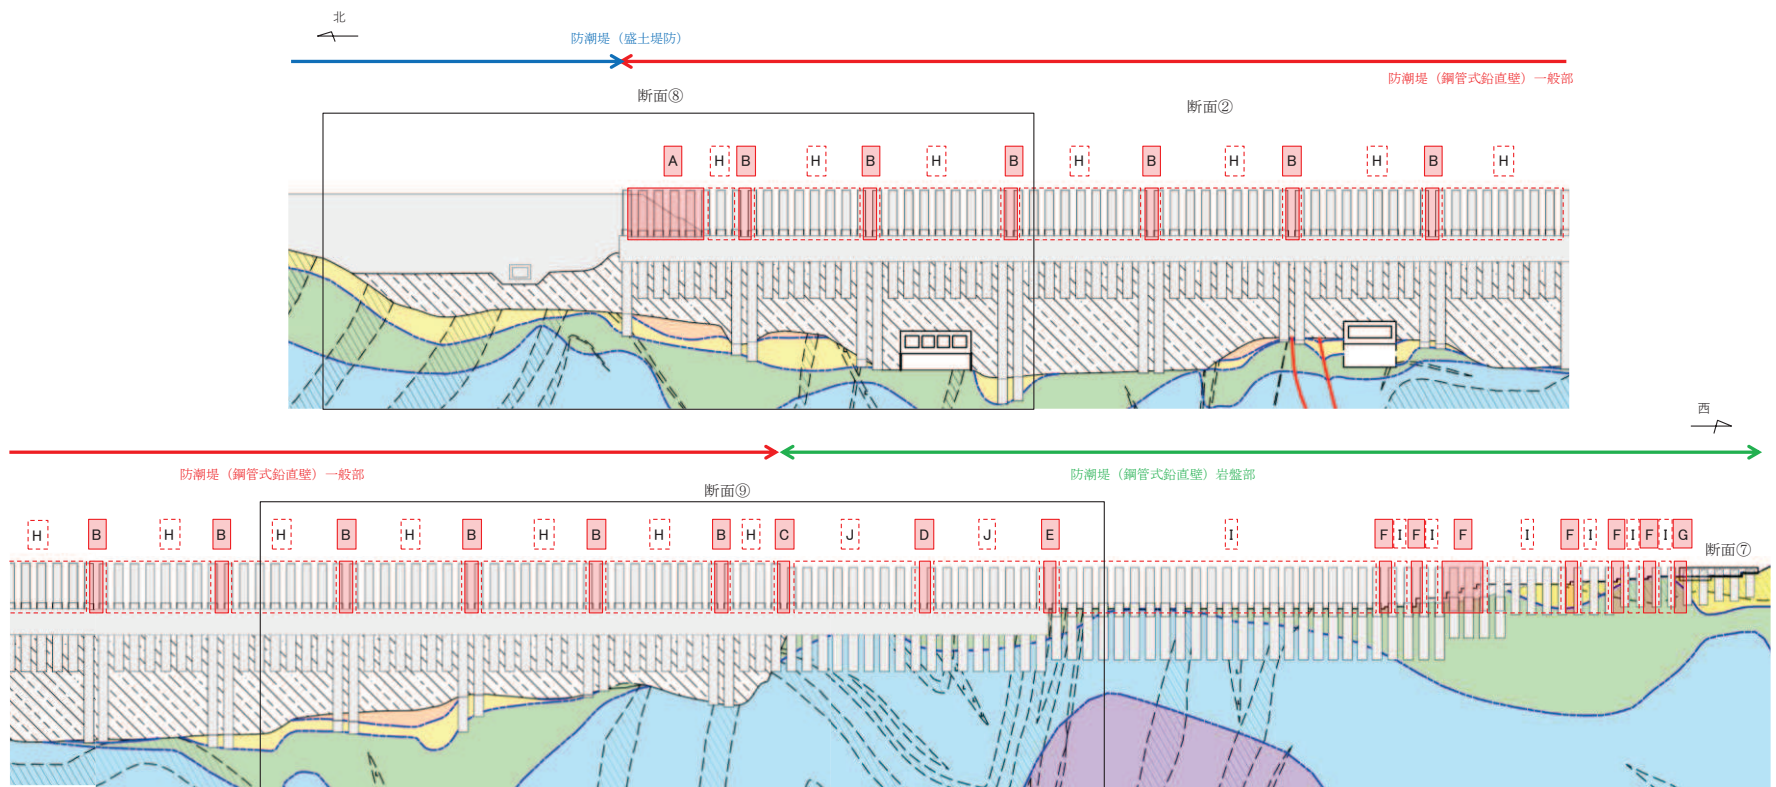 北
防潮堤（盛土堤防）
防潮堤（鋼管式鉛直壁）一般部
断面⑧
断面②
A H B H B H B H B H B H B H
西
防潮堤（鋼管式鉛直壁）一般部
防潮堤（鋼管式鉛直壁）岩盤部
断面⑨
H B H B H B H B H B H B H C J D J E I F I F I F I F I F I F I G
断面⑦